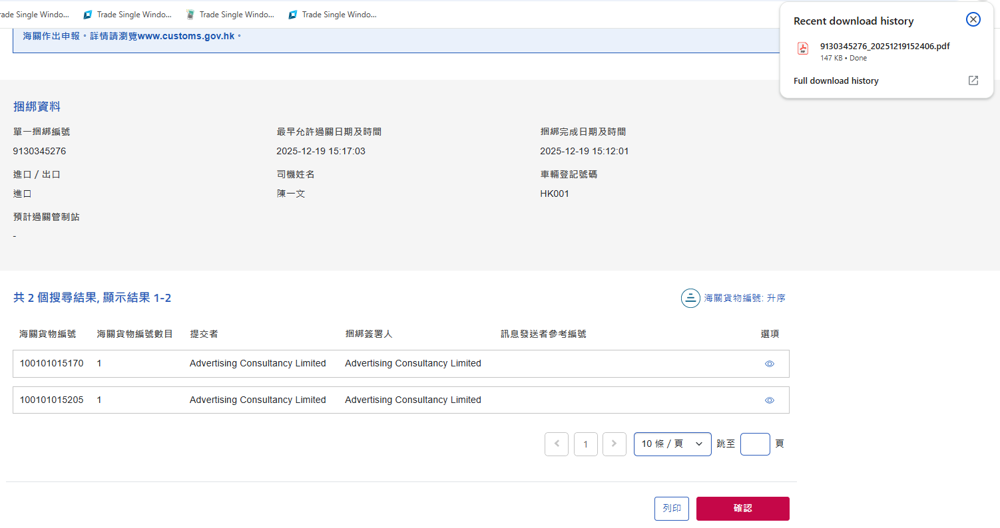 rade Single Windo...
Trade Single Windo...
Trade Single Windo...
Trade Single Windo...
Recent download history
9130345276_20251219152406.pdf
147 KB • Done
Full download history
海關作出申報。詳情請瀏覽www.customs.gov.hk。
捆綁資料
單一捆綁編號
最早允許過關日期及時間
捆綁完成日期及時間
9130345276
2025-12-19 15:17:03
2025-12-19 15:12:01
進口 / 出口
司機姓名
車輛登記號碼
進口
陳一文
HK001
預計過關管制站
-
共 2 個搜尋結果, 顯示結果 1-2
海關貨物編號: 升序
海關貨物編號
海關貨物編號數目
提交者
捆綁簽署人
訊息發送者參考編號
選項
100101015170
1
Advertising Consultancy Limited
Advertising Consultancy Limited
100101015205
1
Advertising Consultancy Limited
Advertising Consultancy Limited
1
10 條 / 頁
跳至
頁
列印
確認